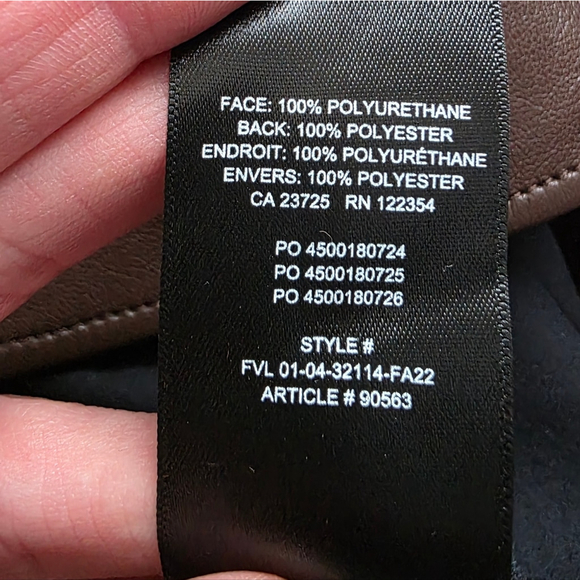 FACE: 100% POLYURETHANE
BACK: 100% POLYESTER
ENDROIT: 100% POLYURÉTHANE
ENVERS: 100% POLYESTER
CA 23725 RN 122354
PO 4500180724
PO 4500180725
PO 4500180726
STYLE #
FVL 01-04-32114-FA22
ARTICLE # 90563